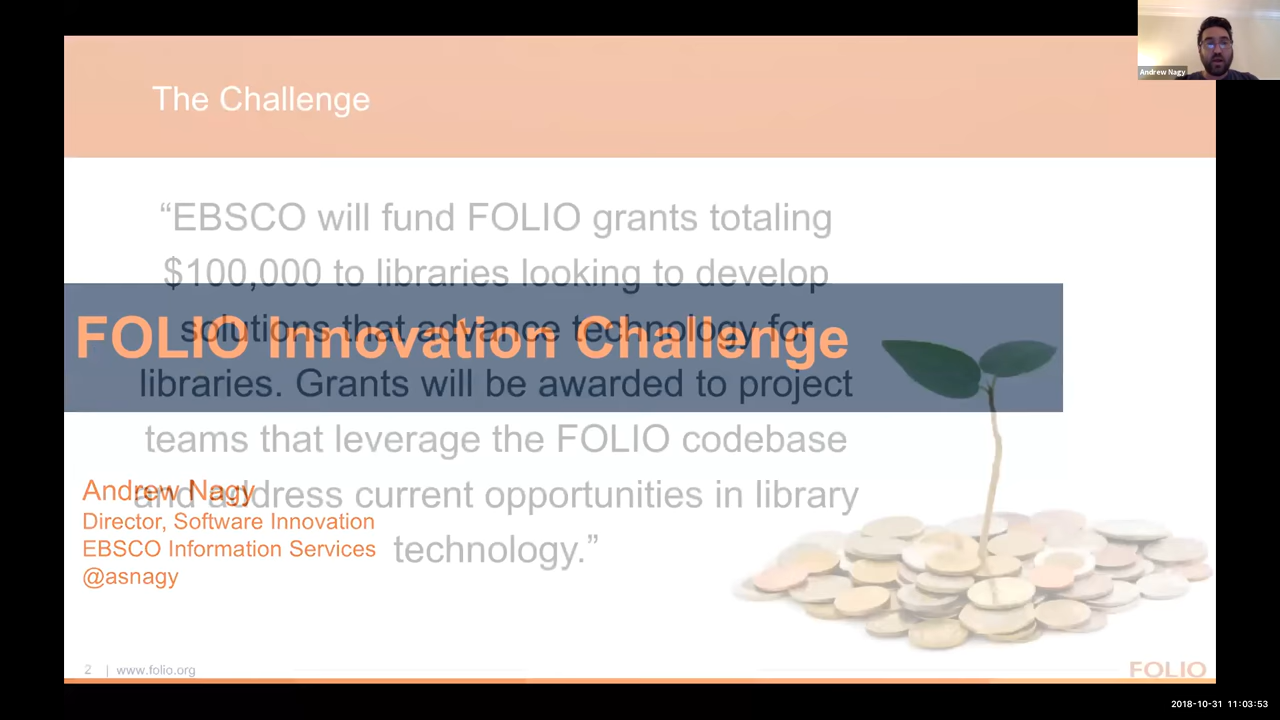 Andrew Nagy
The Challenge
“EBSCO will fund FOLIO grants totaling
$100,000 to libraries looking to develop
solutions that advance technology for
FOLIO Innovation Challenge
libraries. Grants will be awarded to project
teams that leverage the FOLIO codebase
and address current opportunities in library
technology.”
Andrew Nagy
Director, Software Innovation
EBSCO Information Services
@asnagy
2 | www.folio.org
FOLIO
2018-10-31 11:03:53